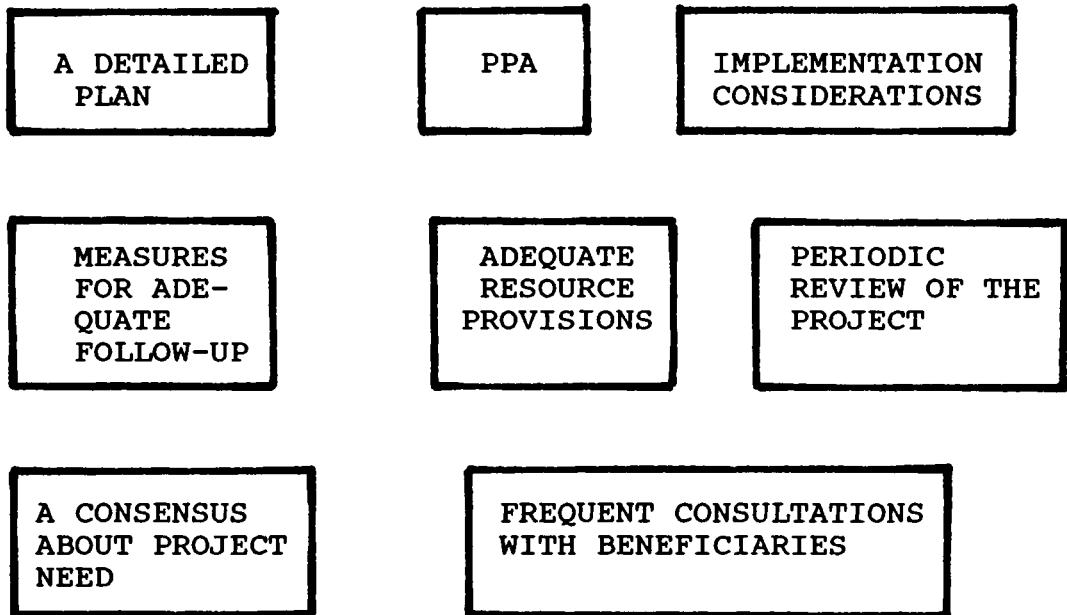 A DETAILED
PLAN
PPA
IMPLEMENTATION
CONSIDERATIONS
MEASURES
FOR ADE-
QUATE
FOLLOW-UP
ADEQUATE
RESOURCE
PROVISIONS
PERIODIC
REVIEW OF THE
PROJECT
A CONSENSUS
ABOUT PROJECT
NEED
FREQUENT CONSULTATIONS
WITH BENEFICIARIES